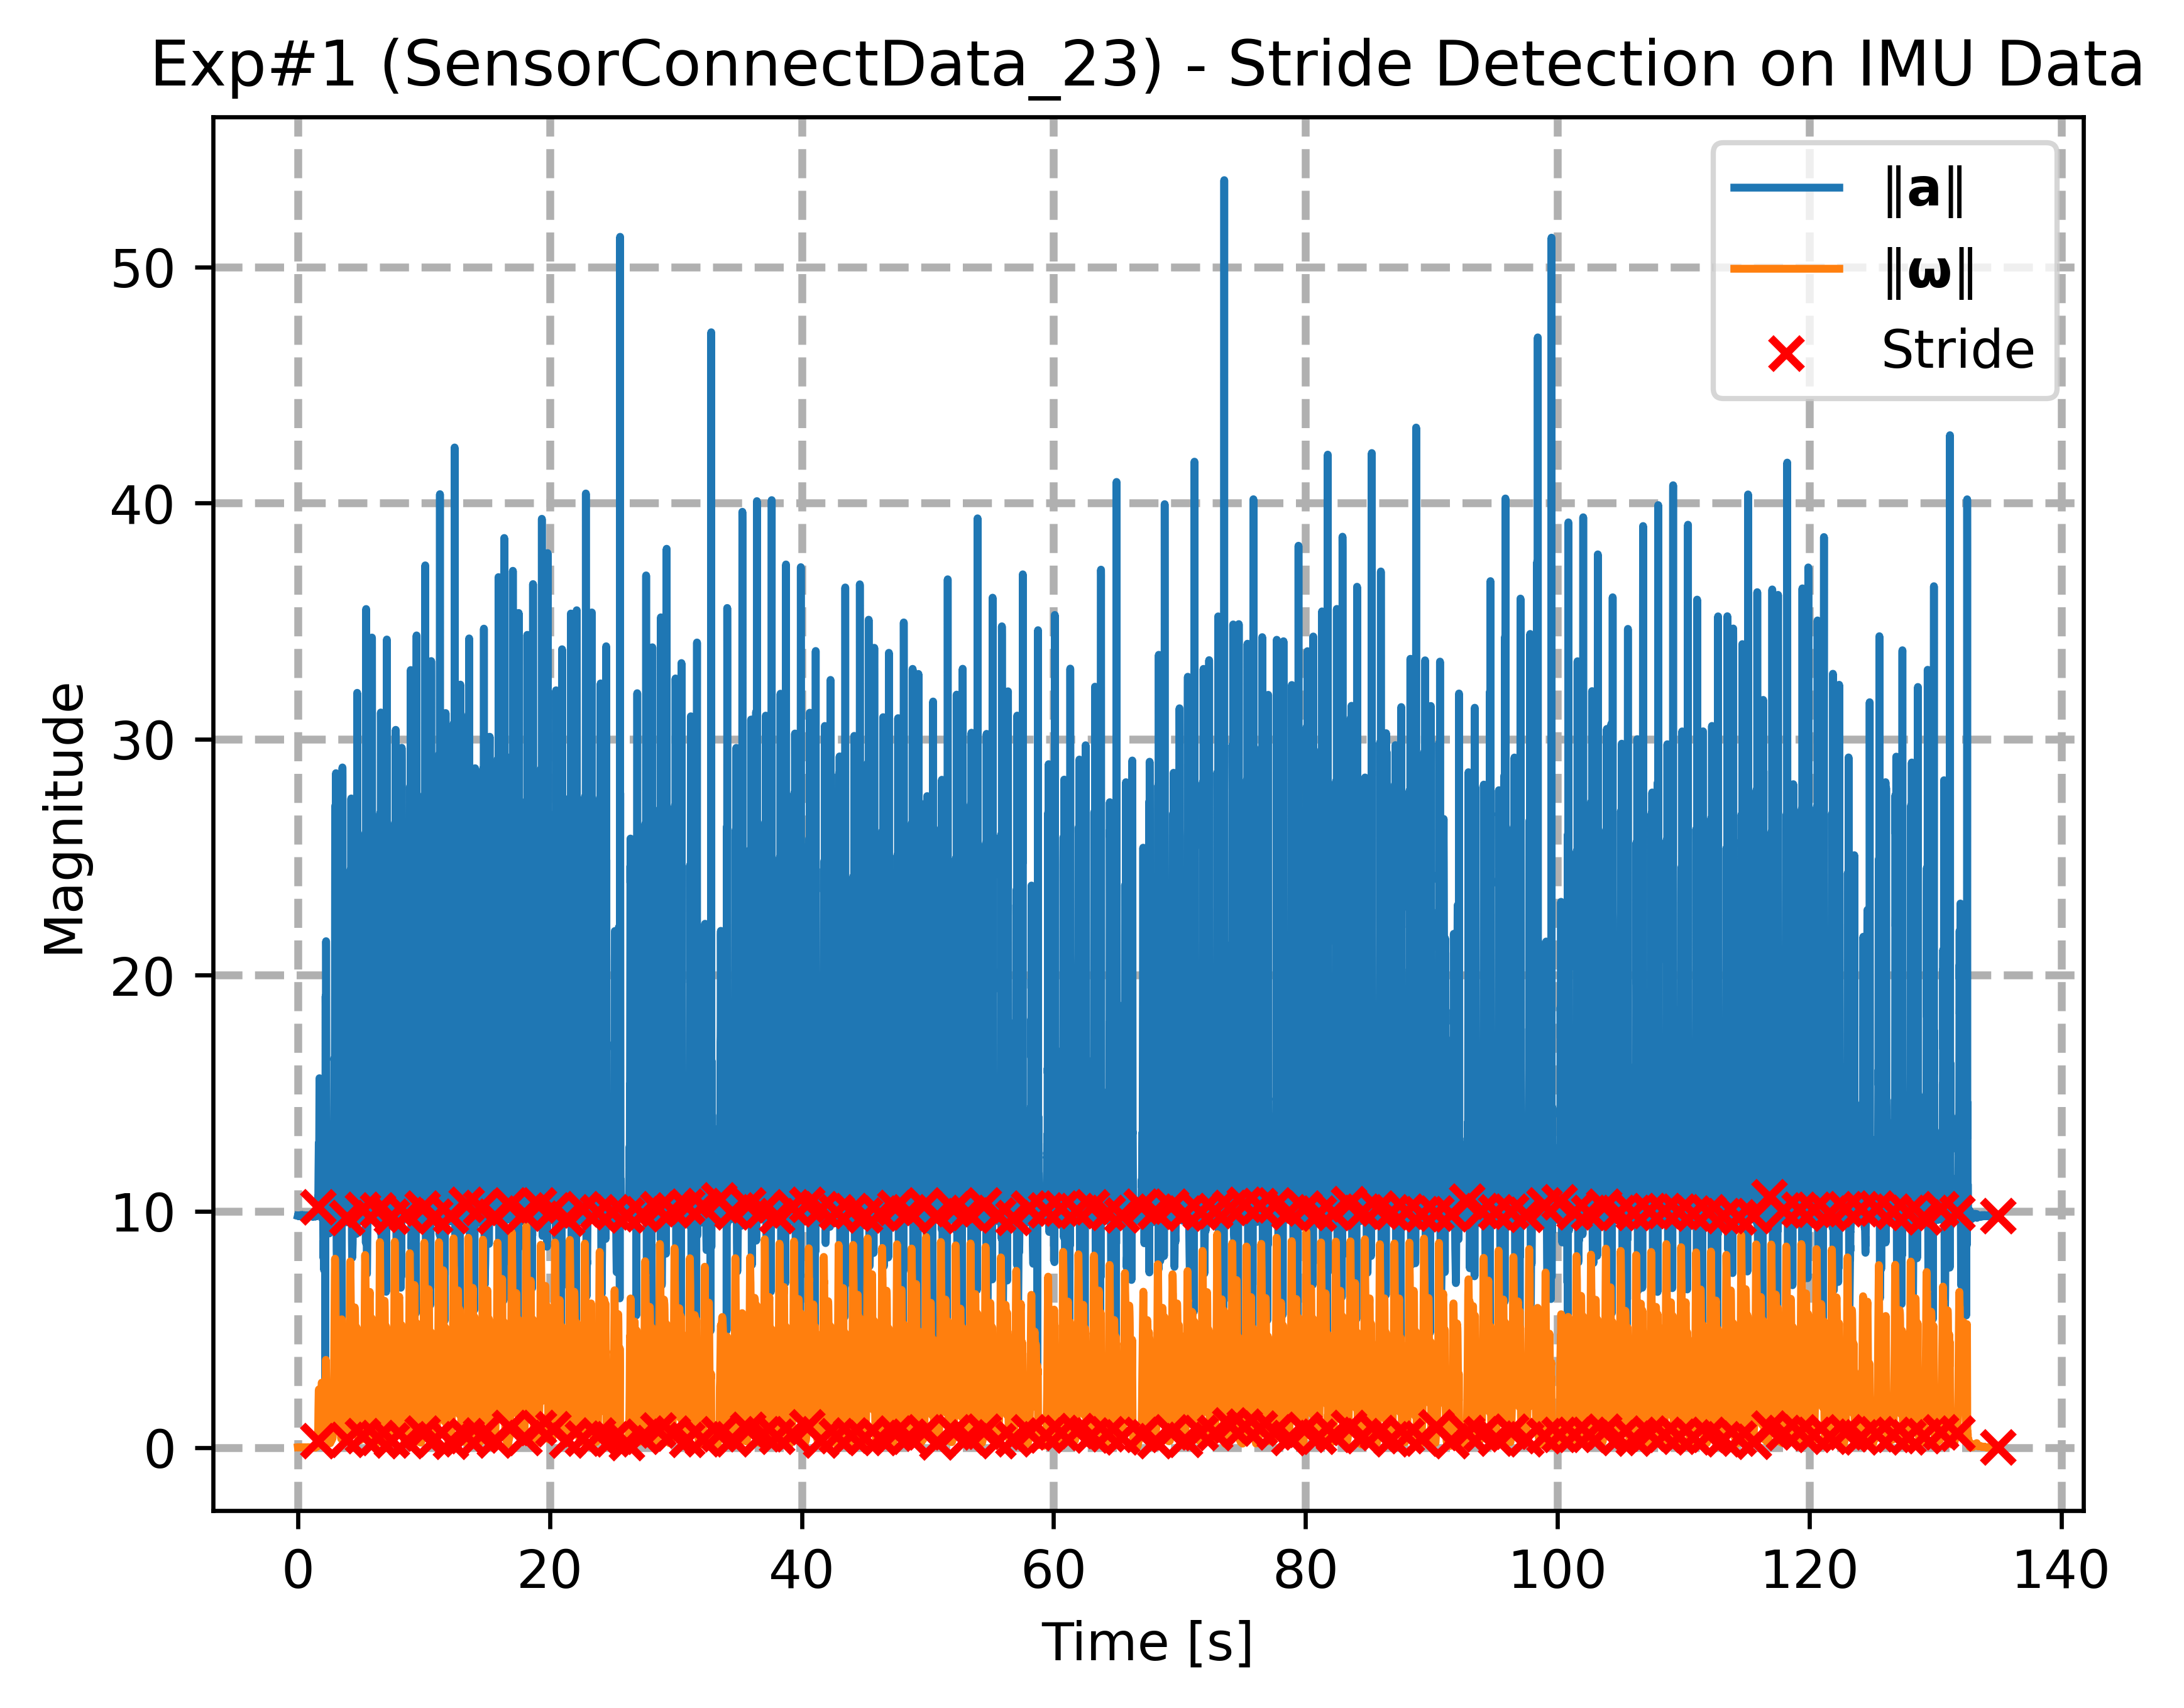 Exp#1 (SensorConnectData_23) - Stride Detection on IMU Data
‖a‖
‖ω‖
Stride
Magnitude
50
40
30
20
10
0
0 20 40 60 80 100 120 140
Time [s]